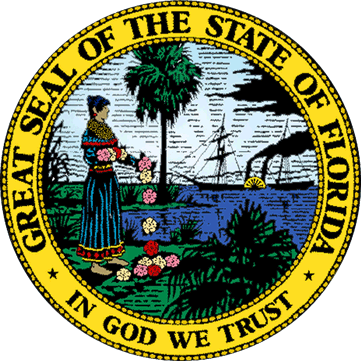 GREAT SEAL OF THE STATE OF FLORIDA
IN GOD WE TRUST